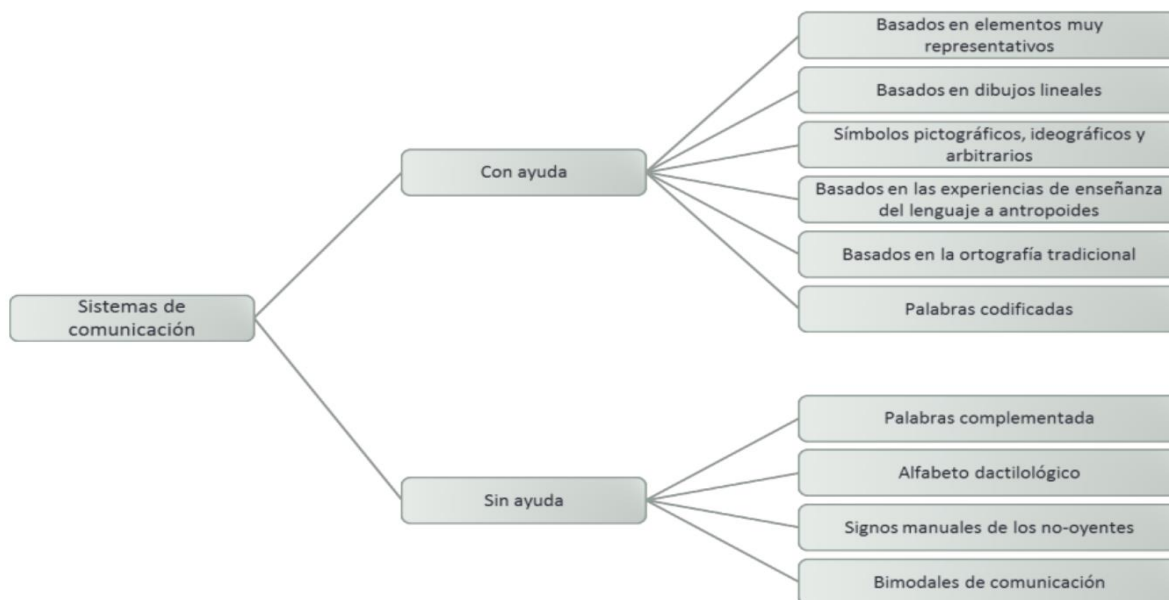 Basados en elementos muy
representativos
Basados en dibujos lineales
Símbolos pictográficos, ideográficos y
arbitrarios
Con ayuda
Basados en las experiencias de enseñanza
del lenguaje a antropoides
Basados en la ortografía tradicional
Palabras codificadas
Sistemas de
comunicación
Palabras complementada
Alfabeto dactilológico
Sin ayuda
Signos manuales de los no-oyentes
Bimodales de comunicación